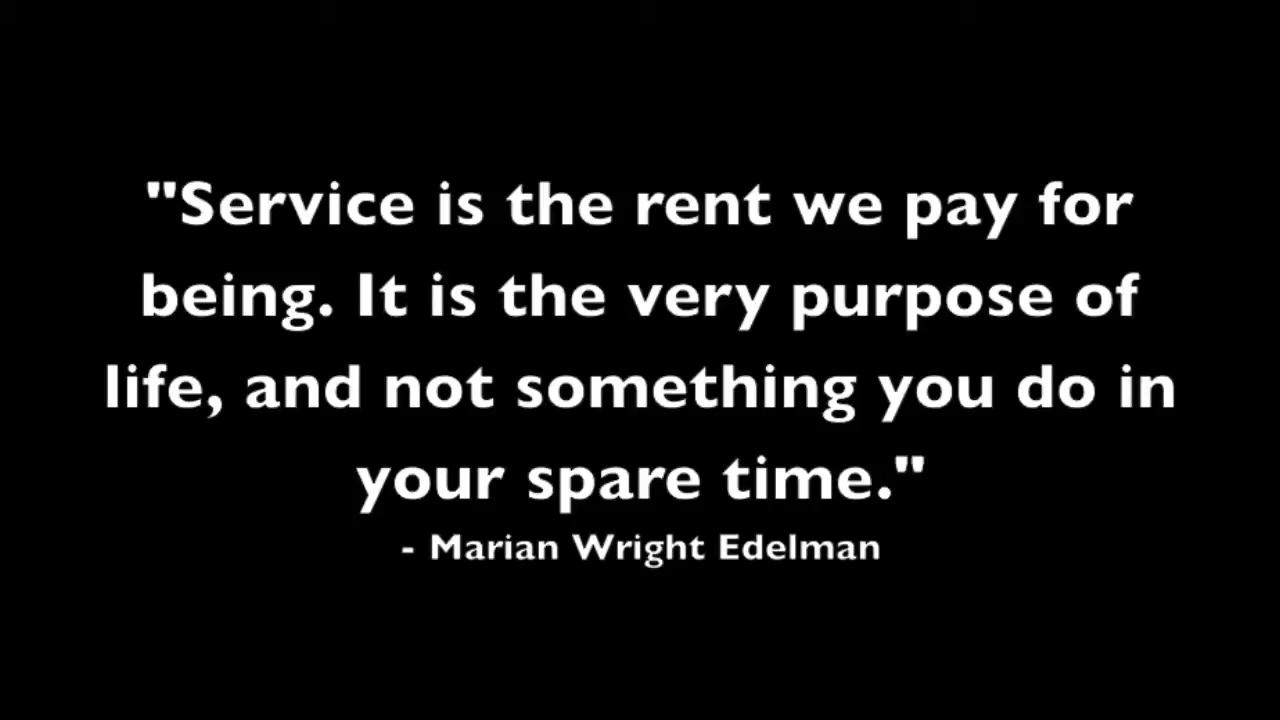 "Service is the rent we pay for
being. It is the very purpose of
life, and not something you do in
your spare time."
- Marian Wright Edelman